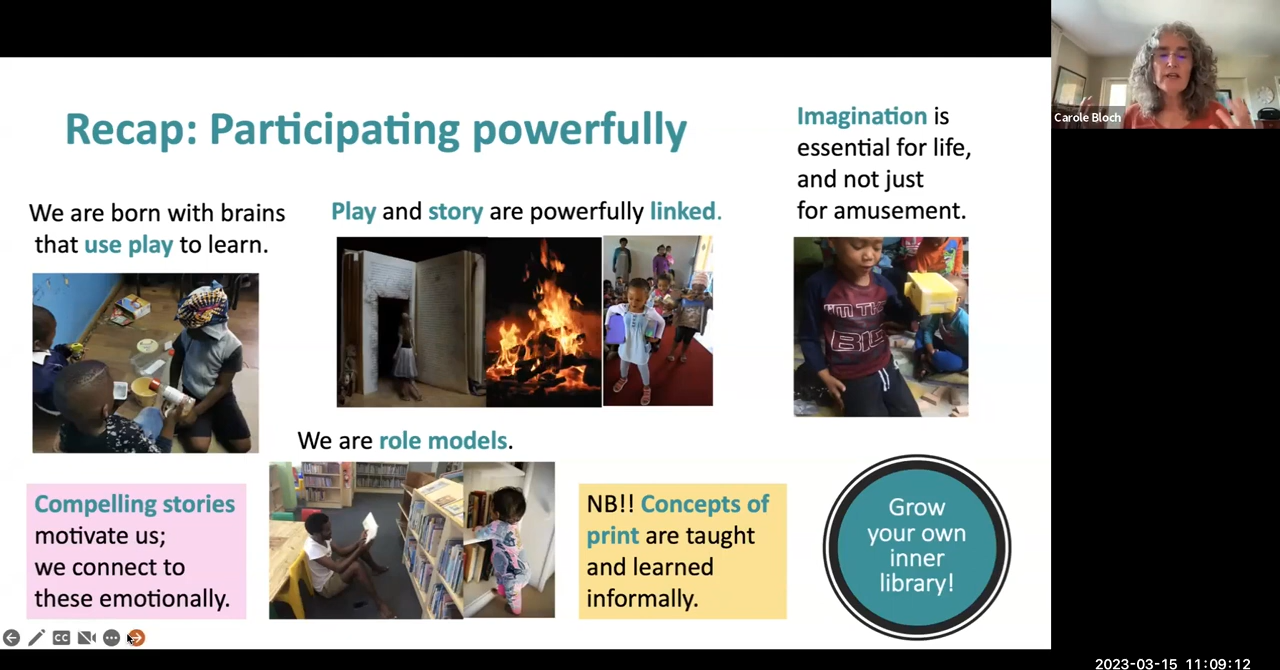 Recap: Participating powerfully
Imagination is
essential for life,
and not just
for amusement.
We are born with brains
that use play to learn.
Play and story are powerfully linked.
I'M TH
BIG
We are role models.
Compelling stories
motivate us;
we connect to
these emotionally.
NB!! Concepts of
print are taught
and learned
informally.
Grow
your own
inner
library!
CC
Carole Bloch
2023-03-15 11:09:12